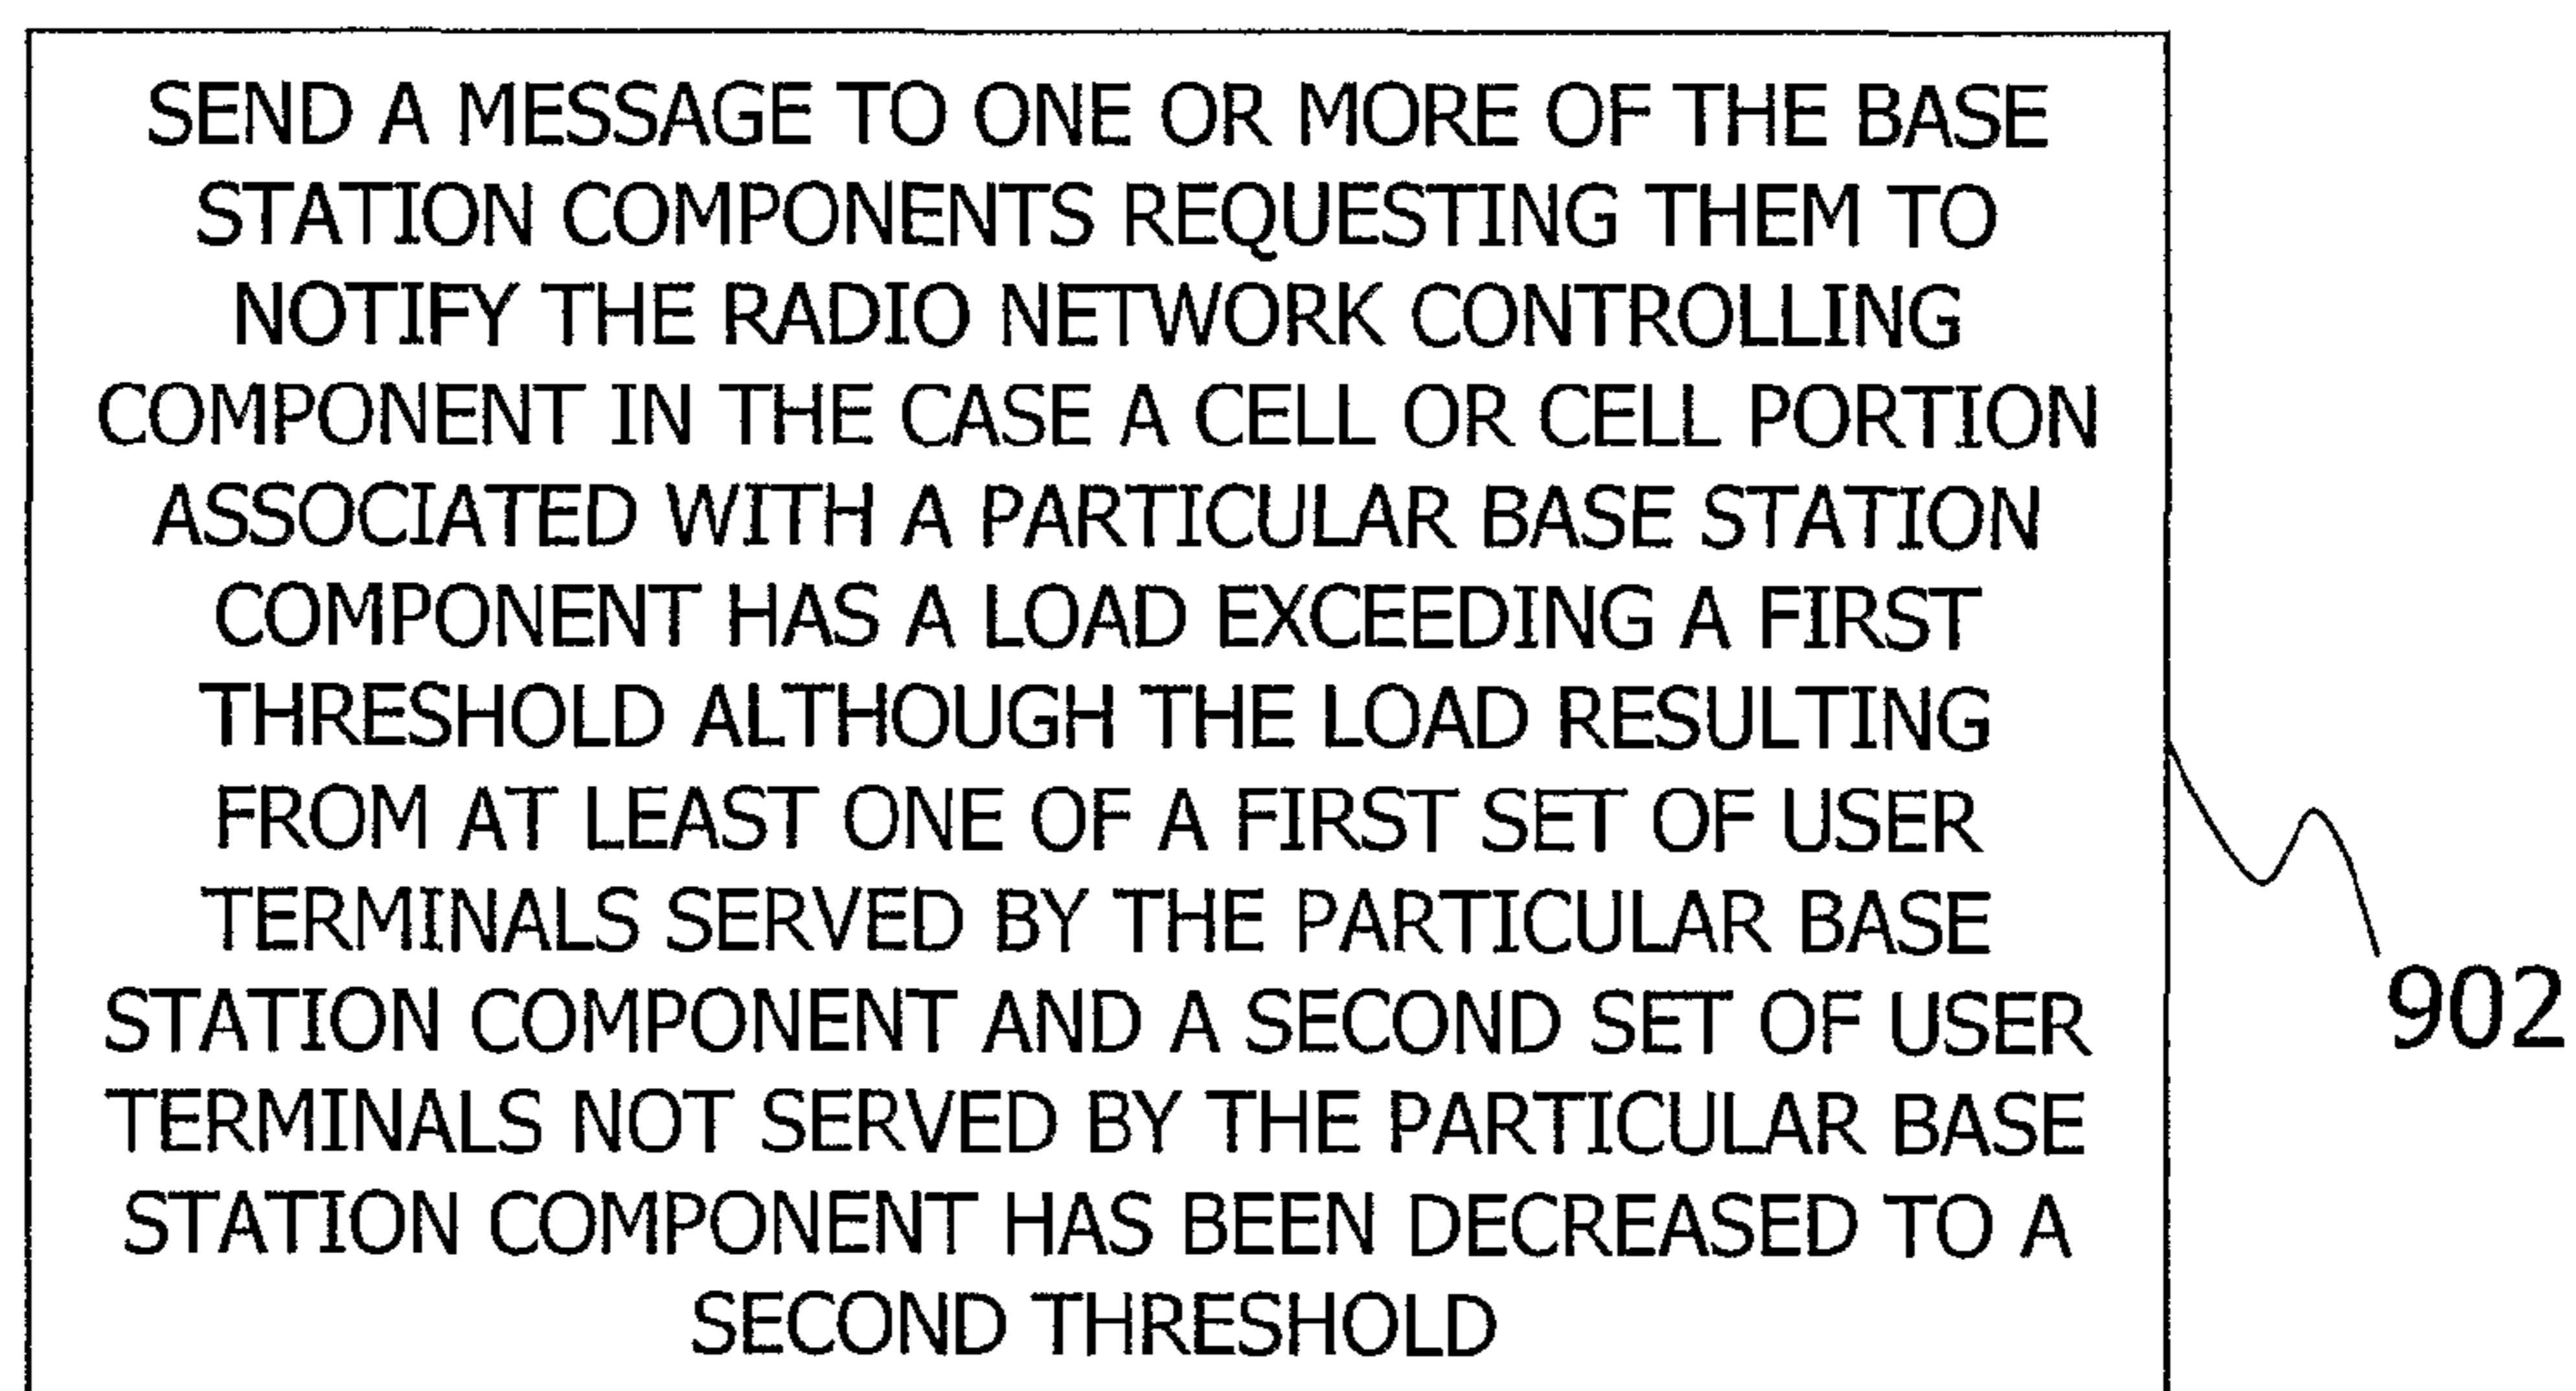 SEND A MESSAGE TO ONE OR MORE OF THE BASE
STATION COMPONENTS REQUESTING THEM TO
NOTIFY THE RADIO NETWORK CONTROLLING
COMPONENT IN THE CASE A CELL OR CELL PORTION
ASSOCIATED WITH A PARTICULAR BASE STATION
COMPONENT HAS A LOAD EXCEEDING A FIRST
THRESHOLD ALTHOUGH THE LOAD RESULTING
FROM AT LEAST ONE OF A FIRST SET OF USER
TERMINALS SERVED BY THE PARTICULAR BASE
STATION COMPONENT AND A SECOND SET OF USER
TERMINALS NOT SERVED BY THE PARTICULAR BASE
STATION COMPONENT HAS BEEN DECREASED TO A
SECOND THRESHOLD
902